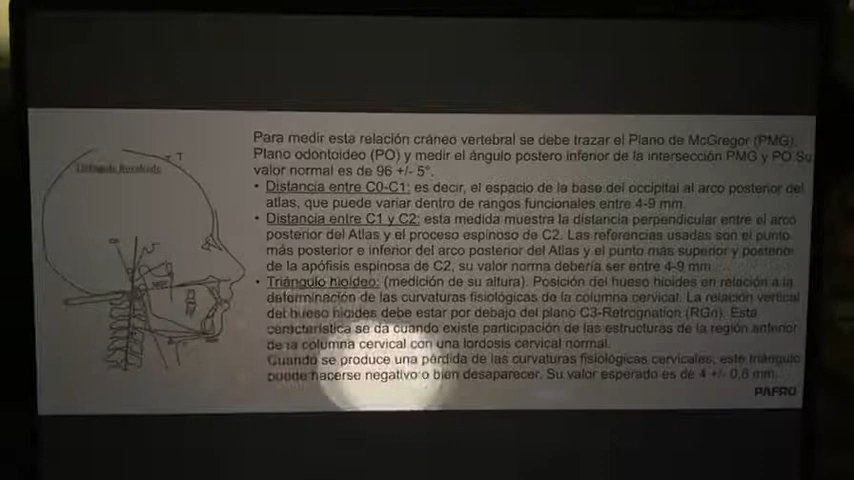 Triángulo Hioideo
Para medir esta relación cráneo vertebral se debe trazar el Plano de McGregor (PMG),
Plano odontoideo (PO) y medir el ángulo postero inferior de la intersección PMG y PO.Su
valor normal es de 96 +/- 5°.
• Distancia entre C0-C1: es decir, el espacio de la base del occipital al arco posterior del
atlas, que puede variar dentro de rangos funcionales entre 4-9 mm.
• Distancia entre C1 y C2: esta medida muestra la distancia perpendicular entre el arco
posterior del Atlas y el proceso espinoso de C2. Las referencias usadas son el punto
más posterior e inferior del arco posterior del Atlas y el punto más superior y posterior
de la apófisis espinosa de C2, su valor norma debería ser entre 4-9 mm
• Triángulo hioideo: (medición de su altura). Posición del hueso hioides en relación a la
determinación de las curvaturas fisiológicas de la columna cervical. La relación vertical
del hueso hioides debe estar por debajo del plano C3-Retrognation (RGn). Esta
característica se da cuando existe participación de las estructuras de la región anterior
de la columna cervical con una lordosis cervical normal.
Cuando se produce una pérdida de las curvaturas fisiológicas cervicales, este triángulo
puede hacerse negativo o bien desaparecer. Su valor esperado es de 4 +/- 0,8 mm.
PAFRO